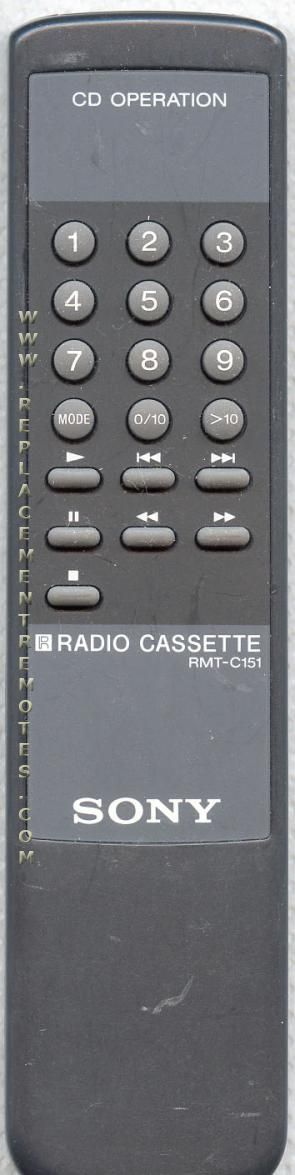 CD OPERATION
1 2 3
4 5 6
7 8 9
MODE 0/10 >10
RADIO CASSETTE
RMT-C151
SONY
WWW.REPLACEMENTREMOTES.COM